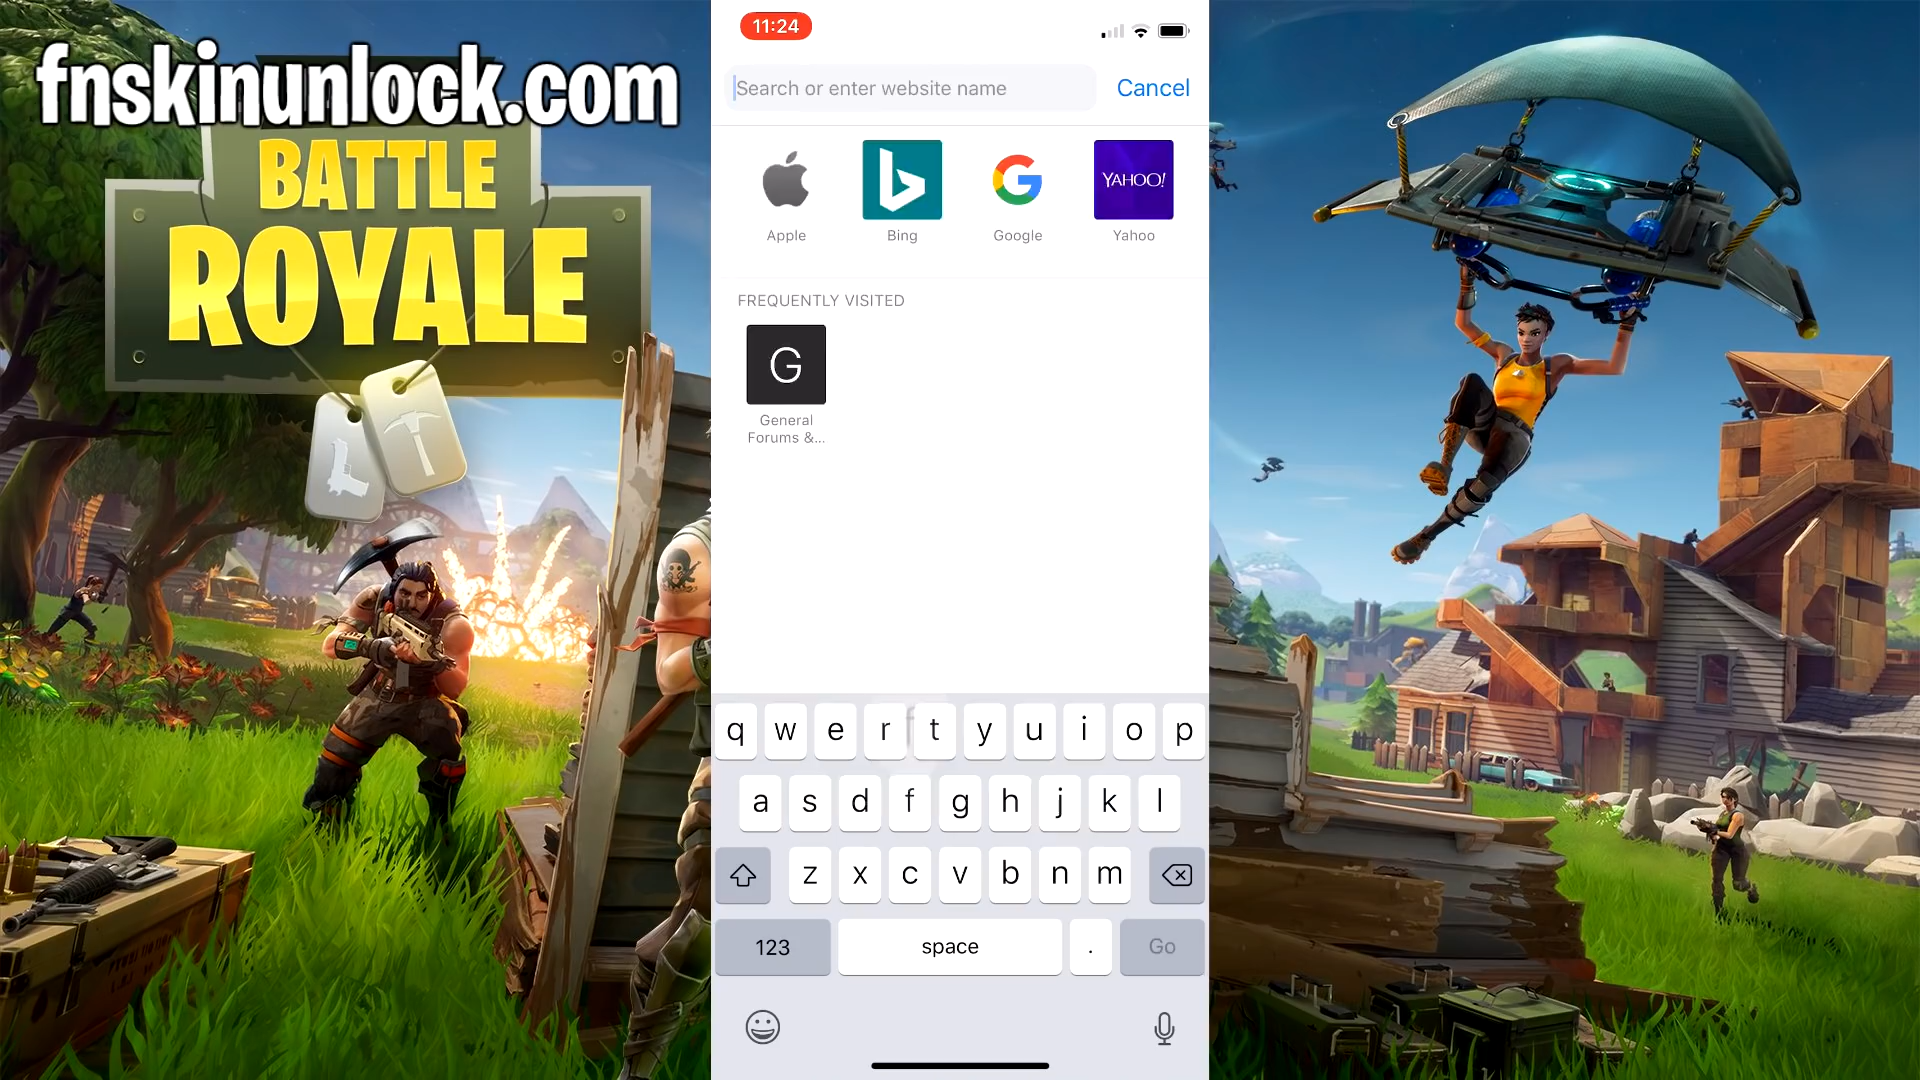 fnskinunlock.com
BATTLE
ROYALE
11:24
Search or enter website name
Cancel
YAHOO!
Apple
Bing
Google
Yahoo
FREQUENTLY VISITED
G
General
Forums &...
q w e r t y u i o p
a s d f g h j k l
z x c v b n m
123
space
.
Go